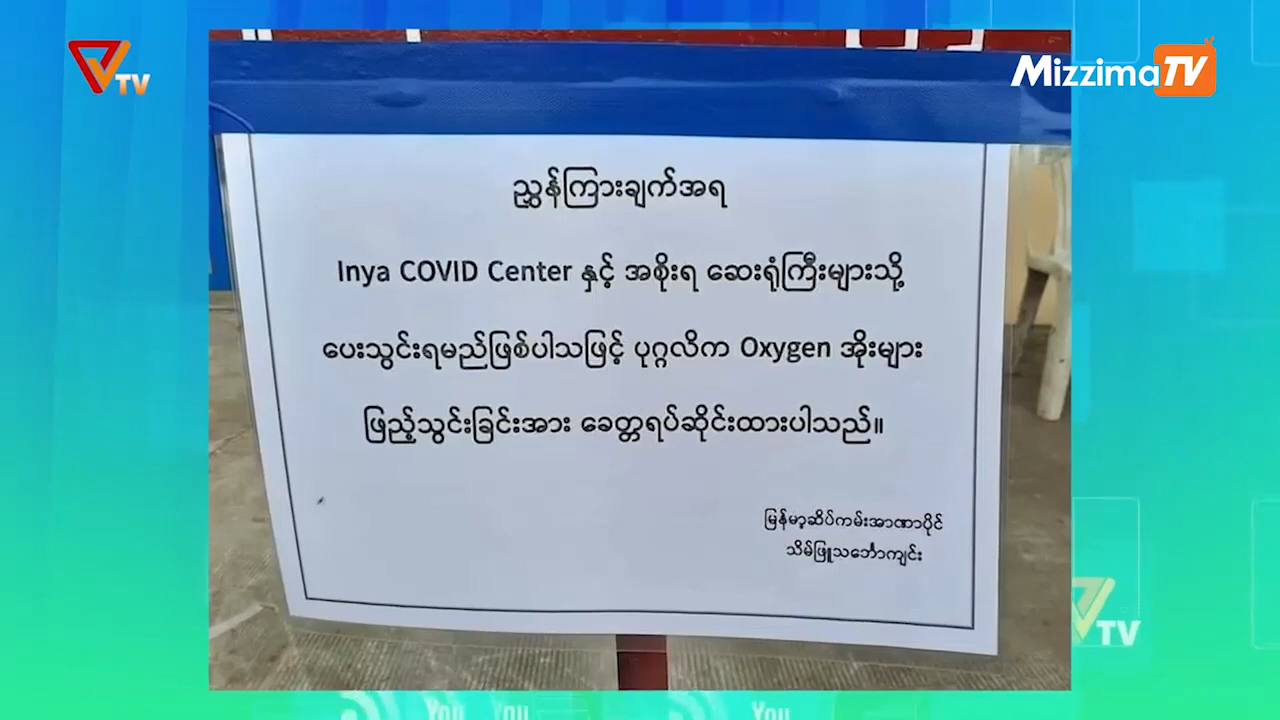 TV
MizzimaTV
ညွှန်ကြားချက်အရ
Inya COVID Center နှင့် အစိုးရ ဆေးရုံကြီးများသို့
ပေးသွင်းရမည်ဖြစ်ပါသဖြင့် ပုဂ္ဂလိက Oxygen အိုးများ
ဖြည့်သွင်းခြင်းအား ခေတ္တရပ်ဆိုင်းထားပါသည်။
မြန်မာ့ဆိပ်ကမ်းအာဏာပိုင်
သိမ်ဖြူသင်္ဘောကျင်း
TV
You You You